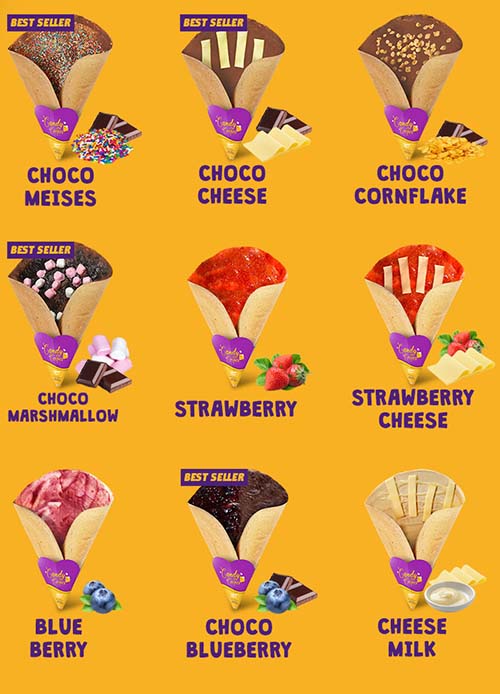 BEST SELLER
CHOCO
MEISES
BEST SELLER
CHOCO
CHEESE
CHOCO
CORNFLAKE
BEST SELLER
CHOCO
MARSHMALLOW
STRAWBERRY
STRAWBERRY
CHEESE
BLUE
BERRY
BEST SELLER
CHOCO
BLUEBERRY
CHEESE
MILK